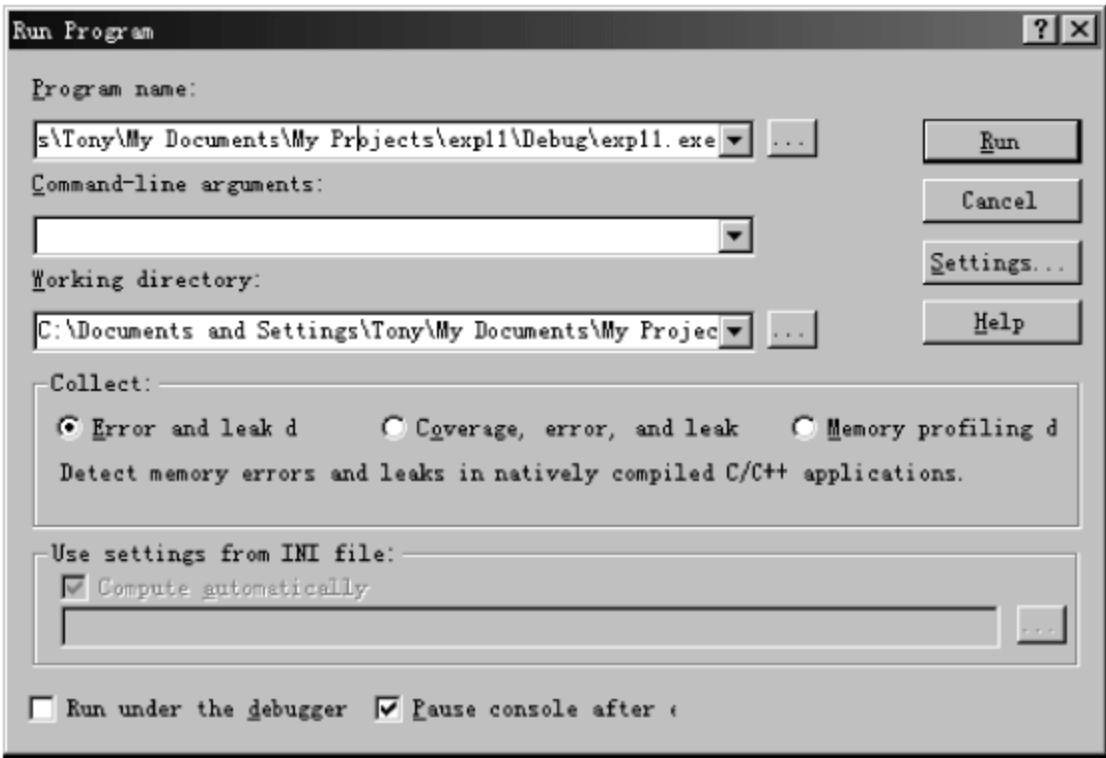 Run Program
Program name:
s\Tony\My Documents\My Projects\exp11\Debug\exp11.exe
...
Run
Command-line arguments:
Cancel
Working directory:
Settings...
C:\Documents and Settings\Tony\My Documents\My Projec
...
Help
Collect:
Error and leak d
Coverage, error, and leak
Memory profiling d
Detect memory errors and leaks in natively compiled C/C++ applications.
Use settings from INI file:
Compute automatically
...
Run under the debugger
Pause console after